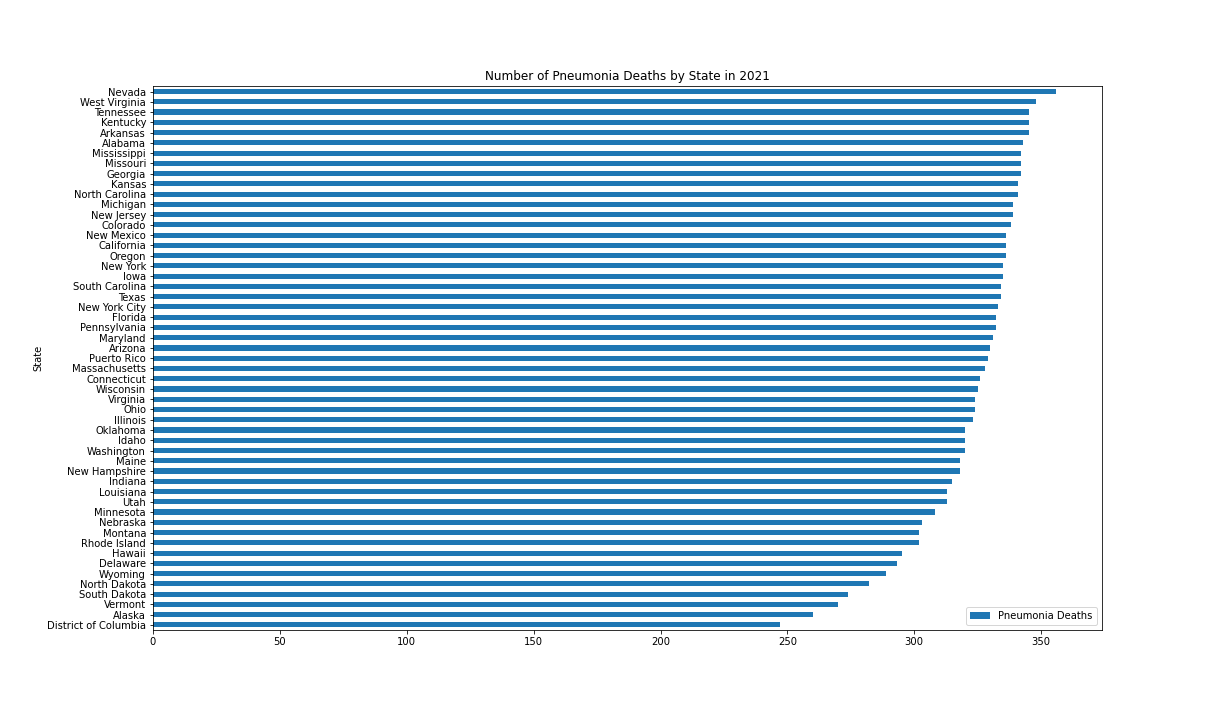 Number of Pneumonia Deaths by State in 2021
Nevada
West Virginia
Tennessee
Kentucky
Arkansas
Alabama
Mississippi
Missouri
Georgia
Kansas
North Carolina
Michigan
New Jersey
Colorado
New Mexico
California
Oregon
New York
Iowa
South Carolina
Texas
New York City
Florida
Pennsylvania
Maryland
Arizona
Puerto Rico
Massachusetts
Connecticut
Wisconsin
Virginia
Ohio
Illinois
Oklahoma
Idaho
Washington
Maine
New Hampshire
Indiana
Louisiana
Utah
Minnesota
Nebraska
Montana
Rhode Island
Hawaii
Delaware
Wyoming
North Dakota
South Dakota
Vermont
Alaska
District of Columbia
State
Pneumonia Deaths
0 50 100 150 200 250 300 350